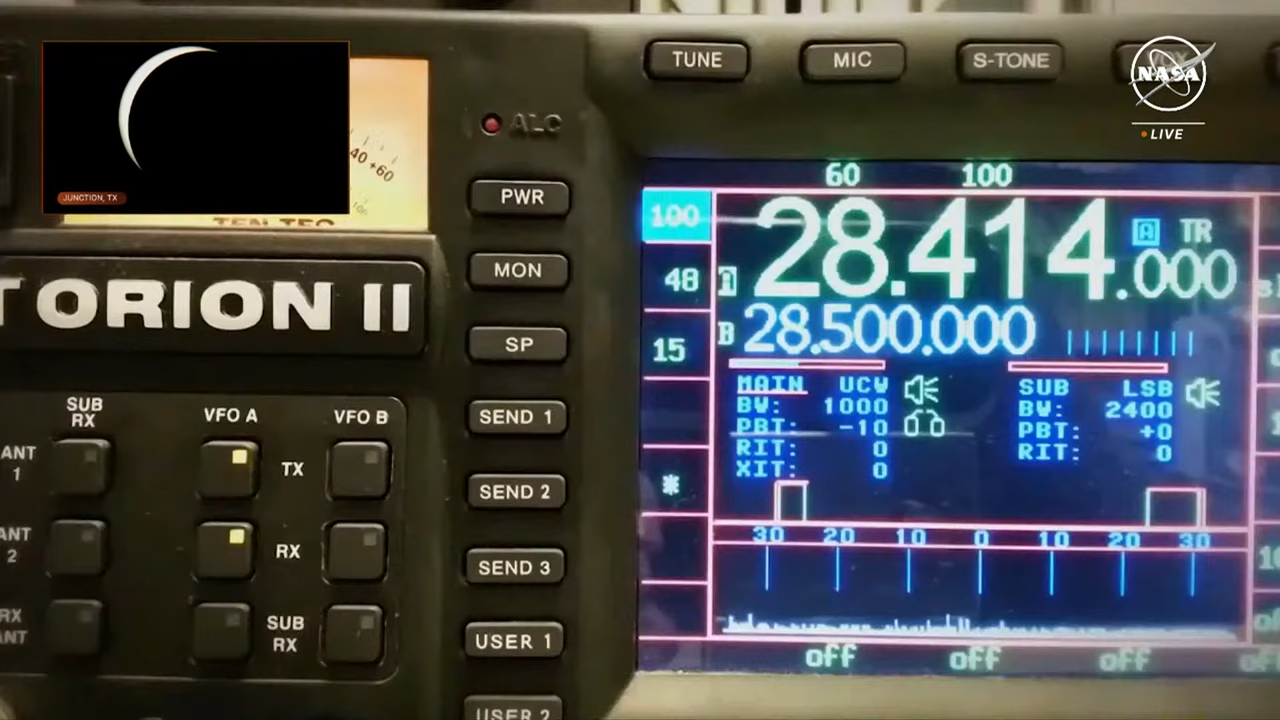 TUNE
MIC
S-TONE
NASA
LIVE
JUNCTION, TX
40 +60
TEN-TEC
ALC
PWR
MON
SP
SEND 1
SEND 2
SEND 3
USER 1
USER 2
ORION II
SUB
RX
VFO A
VFO B
ANT
1
TX
ANT
2
RX
RX
ANT
SUB
RX
60
100
100
48
15
*
28.414.000
A
TR
B
28.500.000
MAIN UCW
BW: 1000
PBT: -10
RIT: 0
XIT: 0
SUB LSB
BW: 2400
PBT: +0
RIT: 0
30 20 10 0 10 20 30
off
off
off